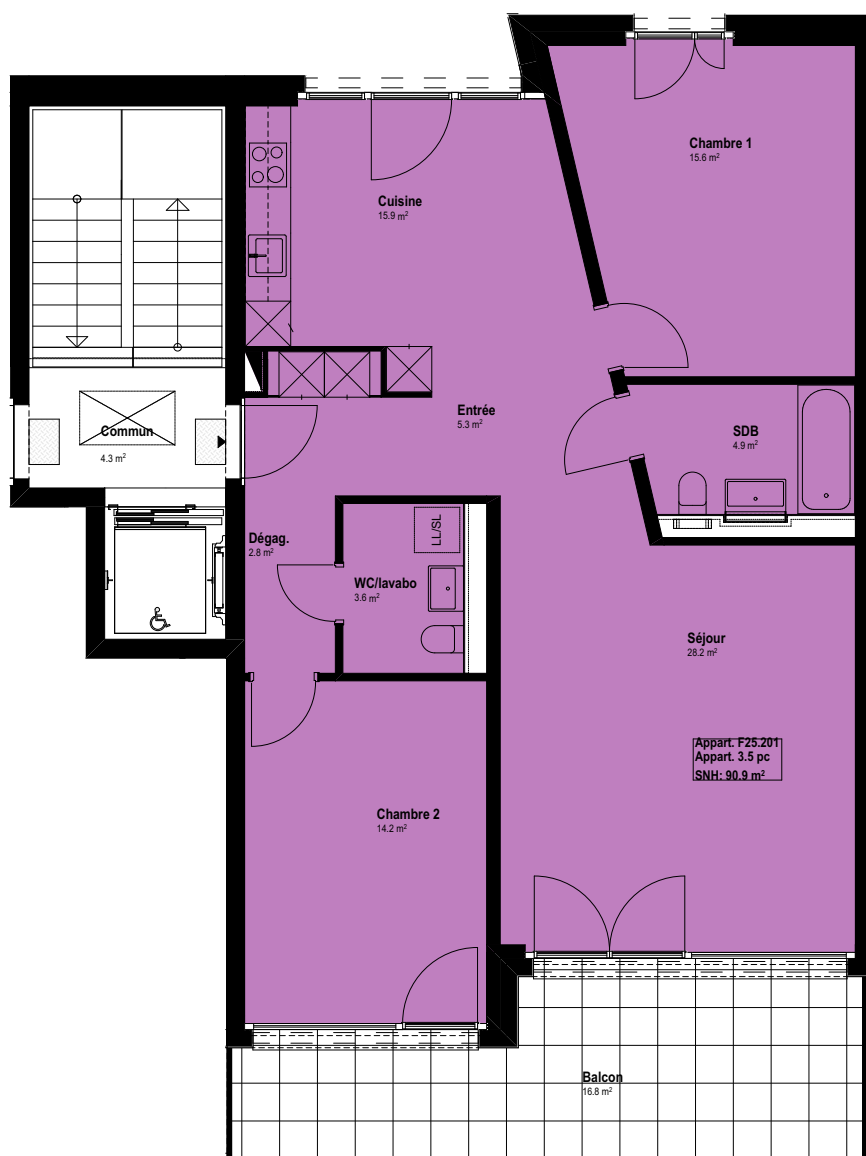 Chambre 1
15.6 m²
Cuisine
15.9 m²
Entrée
5.3 m²
Commun
4.3 m²
SDB
4.9 m²
LL/SL
Dégag.
2.8 m²
WC/lavabo
3.6 m²
Séjour
28.2 m²
Appart. F25.201
Appart. 3.5 pc
SNH: 90.9 m²
Chambre 2
14.2 m²
Balcon
16.8 m²